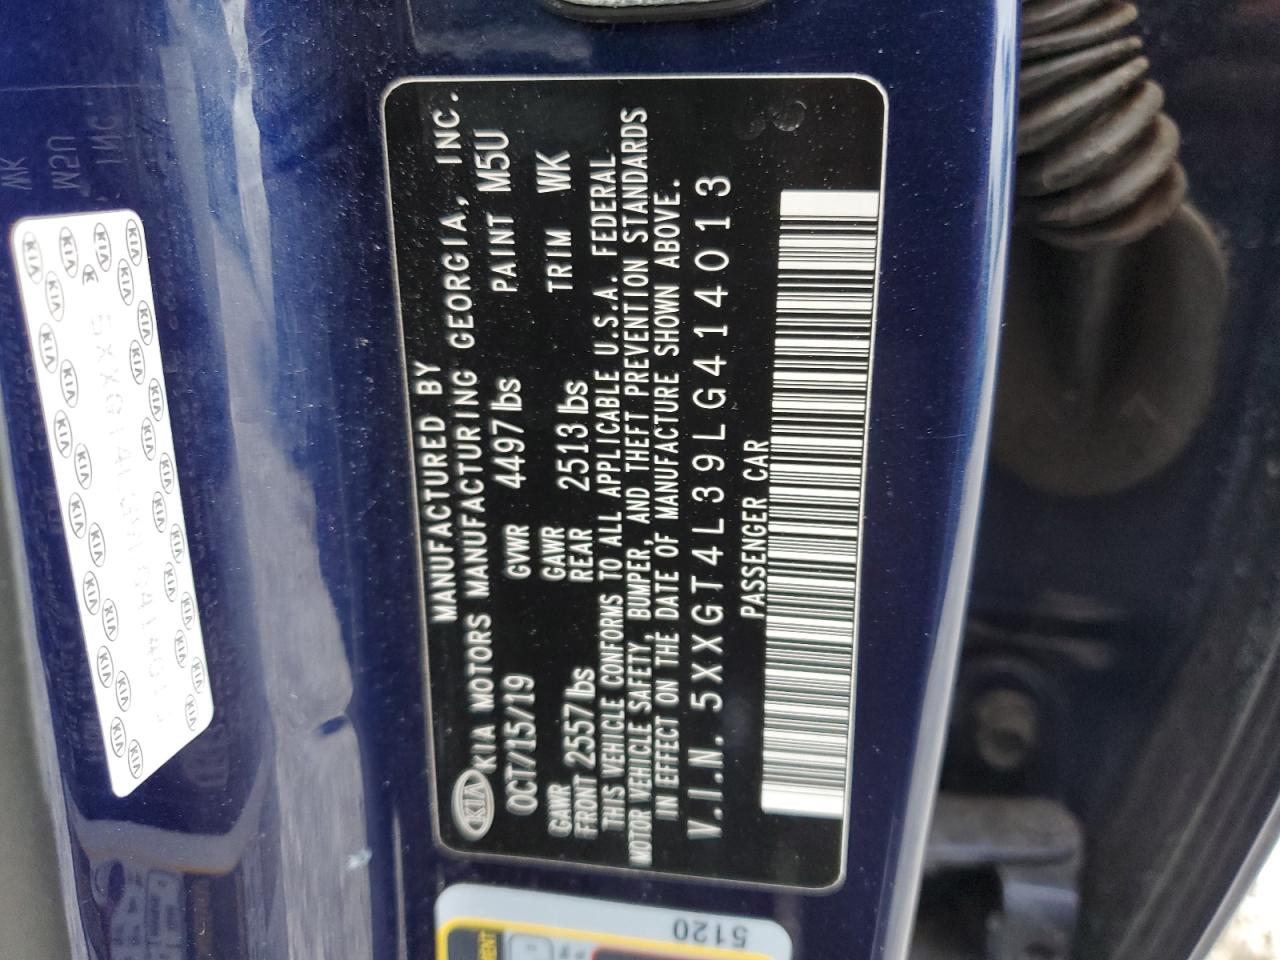 MANUFACTURED BY
KIA KIA MOTORS MANUFACTURING GEORGIA, INC.
OCT/15/19 GVWR 4497 lbs PAINT M5U
GAWR FRONT 2557 lbs GAWR REAR 2513 lbs TRIM WK
THIS VEHICLE CONFORMS TO ALL APPLICABLE U.S.A. FEDERAL
MOTOR VEHICLE SAFETY, BUMPER, AND THEFT PREVENTION STANDARDS
IN EFFECT ON THE DATE OF MANUFACTURE SHOWN ABOVE.
V.I.N. 5XXGT4L39LG414013
PASSENGER CAR
5120